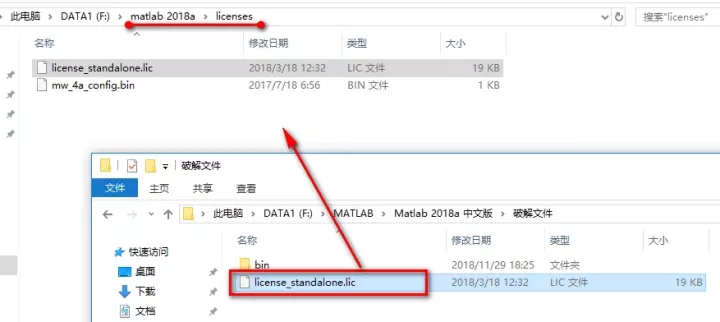 此电脑 > DATA1 (F:) > matlab 2018a > licenses
搜索"licenses"
名称 修改日期 类型 大小
license_standalone.lic 2018/3/18 12:32 LIC 文件 19 KB
mw_4a_config.bin 2017/7/18 6:56 BIN 文件 1 KB
破解文件
文件 主页 共享 查看
此电脑 > DATA1 (F:) > MATLAB > Matlab 2018a 中文版 > 破解文件
快速访问
名称 修改日期 类型 大小
桌面
bin 2018/11/29 18:25 文件夹
下载
license_standalone.lic 2018/3/18 12:32 LIC 文件 19 KB
文档